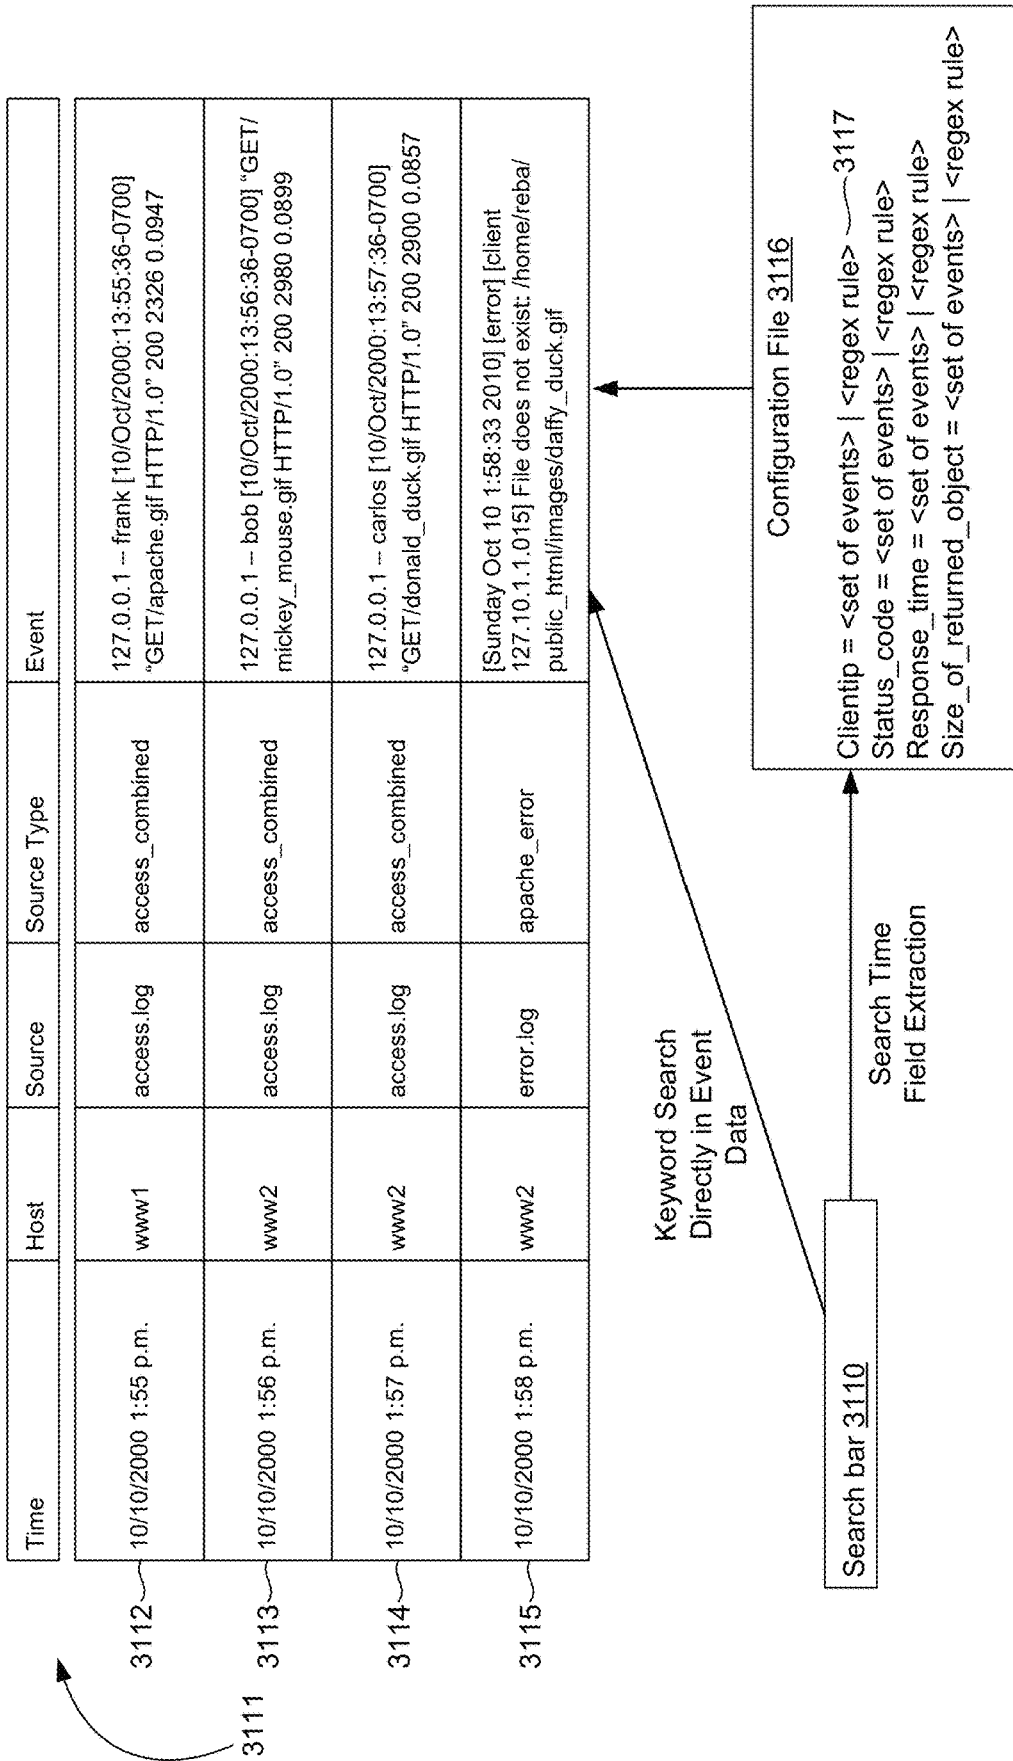 Time Host Source Source Type Event
3111
3112 10/10/2000 1:55 p.m. www1 access.log access_combined 127.0.0.1 – frank [10/Oct/2000:13:55:36-0700]
“GET/apache.gif HTTP/1.0” 200 2326 0.0947
3113 10/10/2000 1:56 p.m. www2 access.log access_combined 127.0.0.1 – bob [10/Oct/2000:13:56:36-0700] “GET/
mickey_mouse.gif HTTP/1.0” 200 2980 0.0899
3114 10/10/2000 1:57 p.m. www2 access.log access_combined 127.0.0.1 – carlos [10/Oct/2000:13:57:36-0700]
“GET/donald_duck.gif HTTP/1.0” 200 2900 0.0857
3115 10/10/2000 1:58 p.m. www2 error.log apache_error [Sunday Oct 10 1:58:33 2010] [error] [client
127.10.1.1.015] File does not exist: /home/reba/
public_html/images/daffy_duck.gif
Keyword Search
Directly in Event
Data
Search bar 3110
Search Time
Field Extraction
Configuration File 3116
Clientip = <set of events> | <regex rule> 3117
Status_code = <set of events> | <regex rule>
Response_time = <set of events> | <regex rule>
Size_of_returned_object = <set of events> | <regex rule>